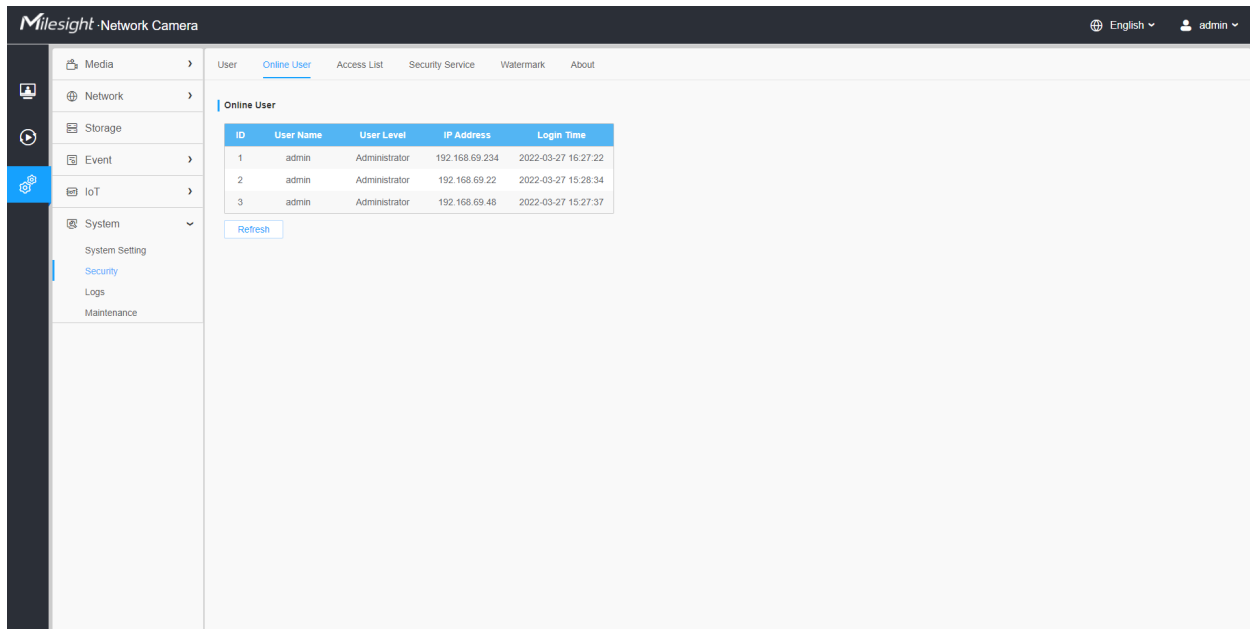 Milesight · Network Camera
English
admin
Media
Network
Storage
Event
IoT
System
System Setting
Security
Logs
Maintenance
User Online User Access List Security Service Watermark About
Online User
ID User Name User Level IP Address Login Time
1 admin Administrator 192.168.69.234 2022-03-27 16:27:22
2 admin Administrator 192.168.69.22 2022-03-27 15:28:34
3 admin Administrator 192.168.69.48 2022-03-27 15:27:37
Refresh